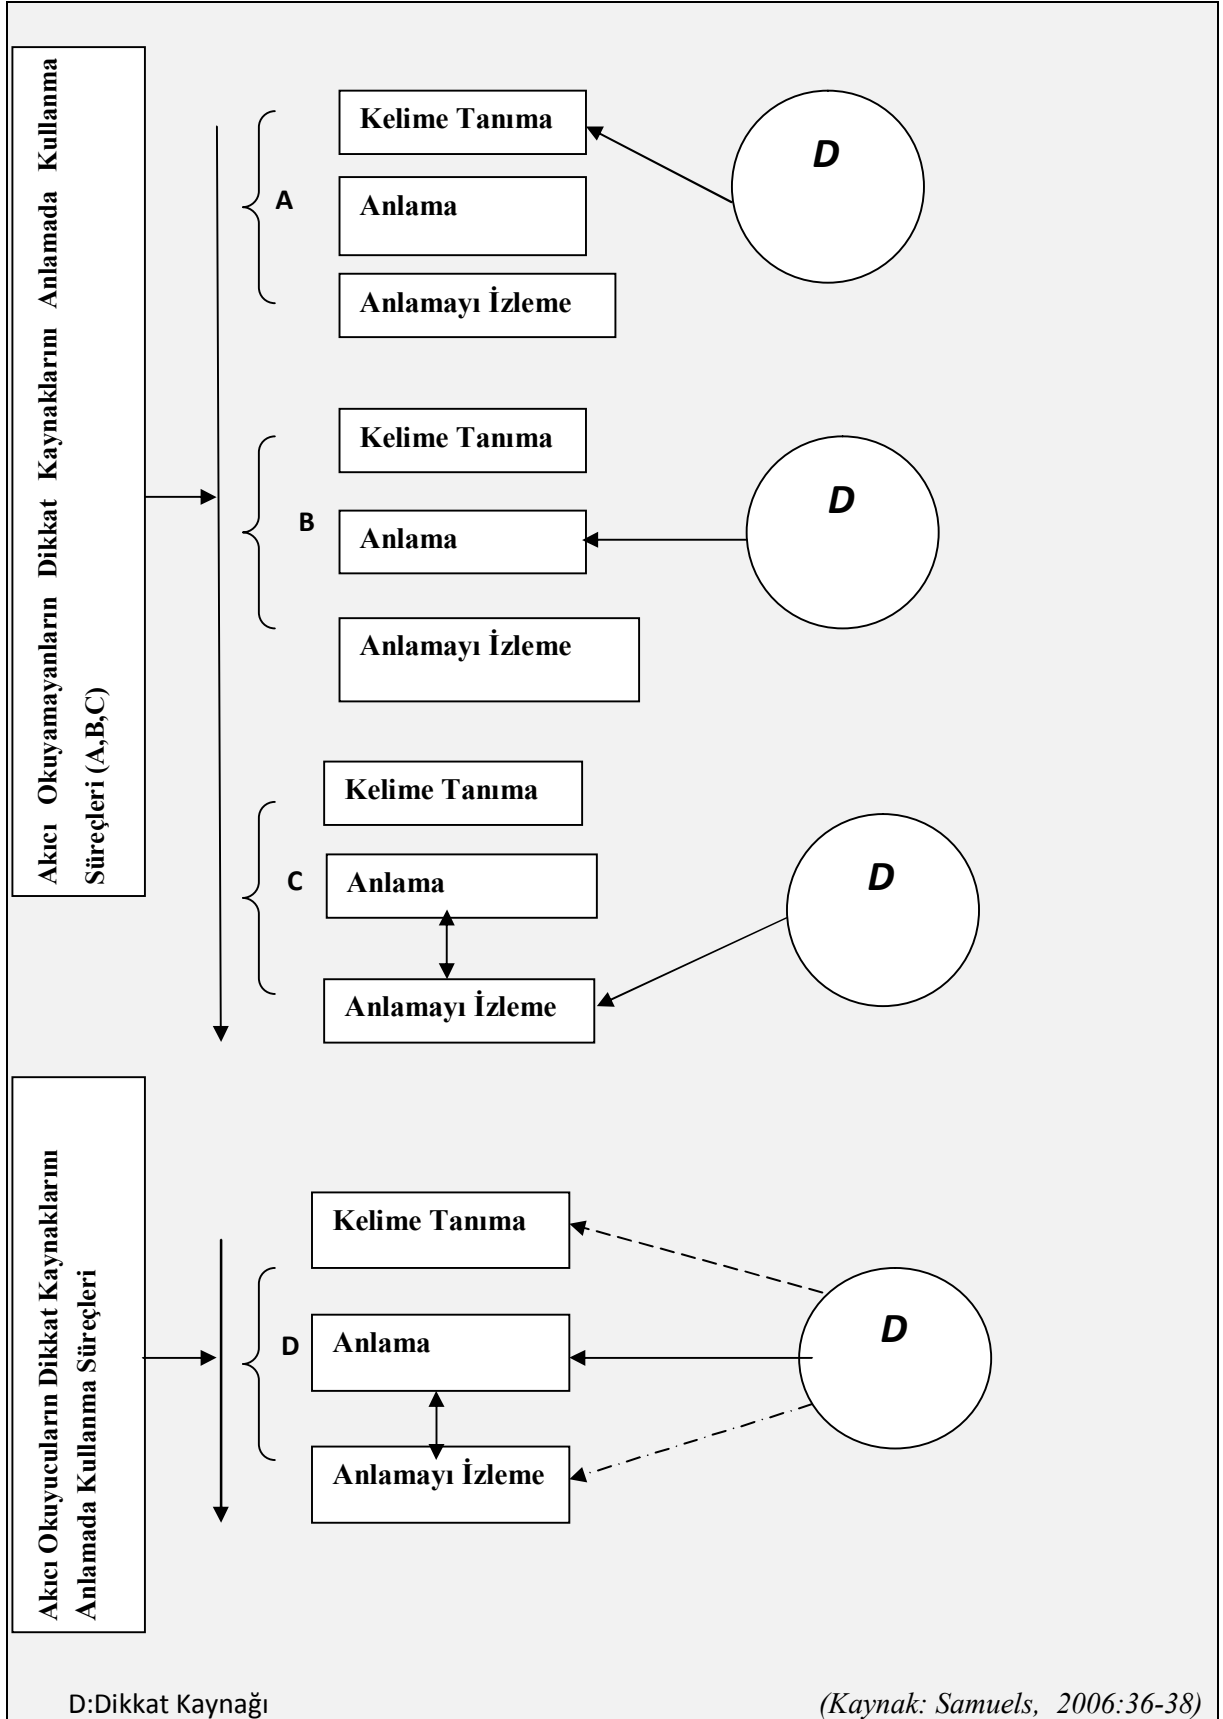 Akıcı Okuyamayanların Dikkat Kaynaklarını Anlamada Kullanma
Süreçleri (A,B,C)
A
Kelime Tanıma
Anlama
Anlamayı İzleme
D
B
Kelime Tanıma
Anlama
Anlamayı İzleme
D
C
Kelime Tanıma
Anlama
Anlamayı İzleme
D
Akıcı Okuyucuların Dikkat Kaynaklarını
Anlamada Kullanma Süreçleri
D
Kelime Tanıma
Anlama
Anlamayı İzleme
D
D:Dikkat Kaynağı
(Kaynak: Samuels, 2006:36-38)